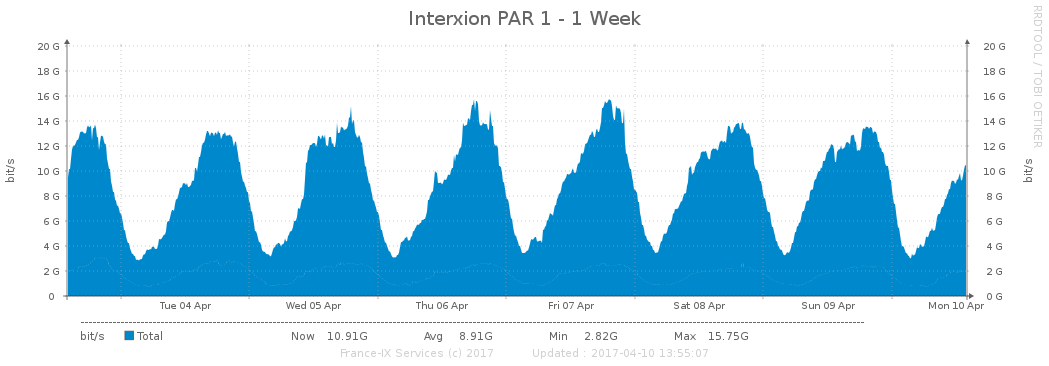 Interxion PAR 1 - 1 Week
RRDTOOL / TOBI OETIKER
bit/s
20 G
18 G
16 G
14 G
12 G
10 G
8 G
6 G
4 G
2 G
0
20 G
18 G
16 G
14 G
12 G
10 G
8 G
6 G
4 G
2 G
0 G
bit/s
Tue 04 Apr Wed 05 Apr Thu 06 Apr Fri 07 Apr Sat 08 Apr Sun 09 Apr Mon 10 Apr
bit/s Total Now 10.91G Avg 8.91G Min 2.82G Max 15.75G
France-IX Services (c) 2017 Updated : 2017-04-10 13:55:07